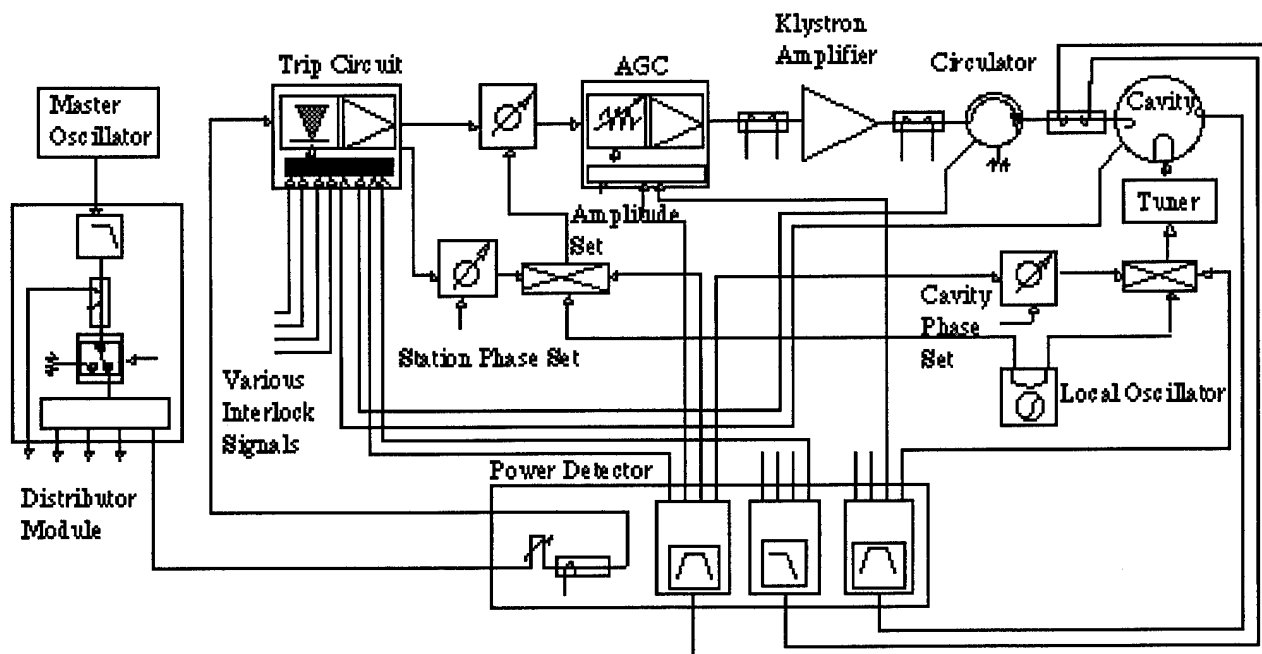 Klystron
Amplifier
Trip Circuit
AGC
Circulator
Master
Oscillator
Cavity
Tuner
Amplitude
Set
Cavity
Phase
Set
Station Phase Set
Various
Interlock
Signals
Local Oscillator
Power Detector
Distributor
Module